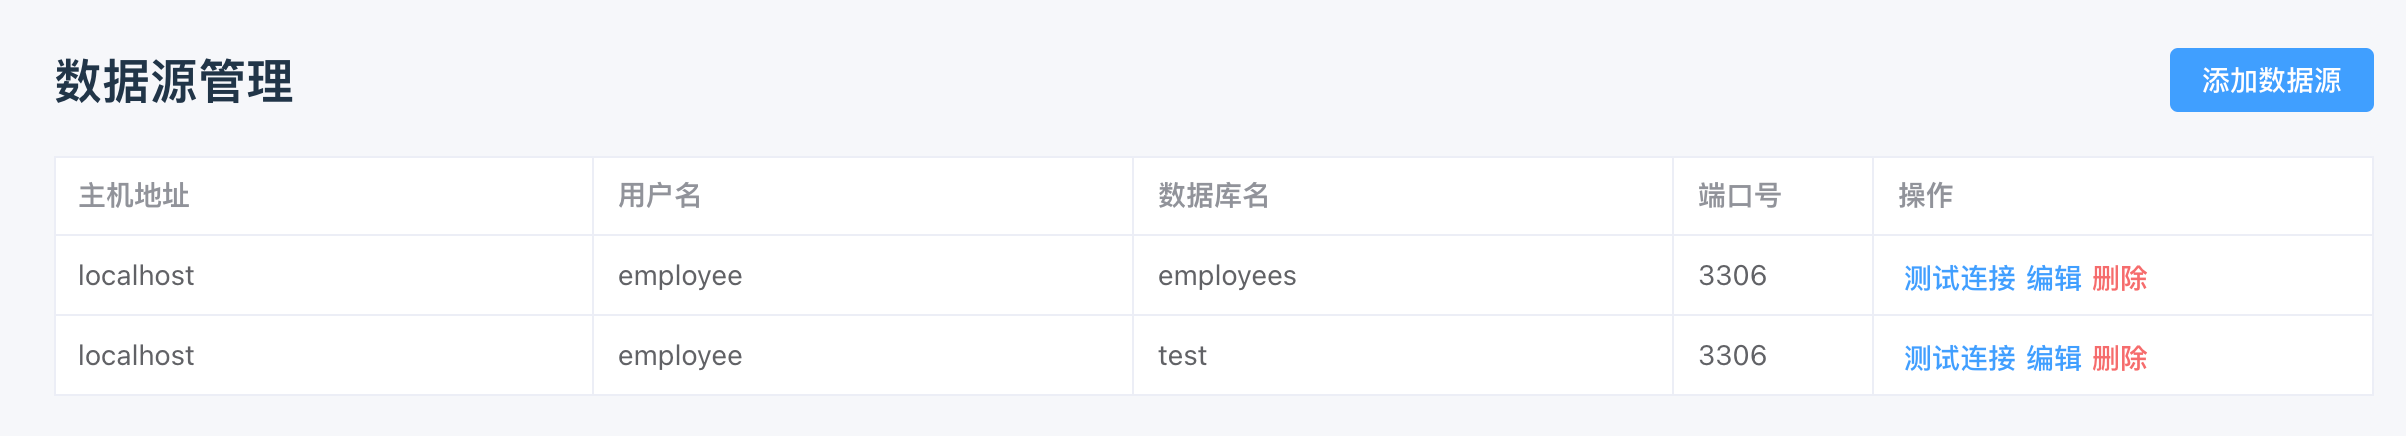 数据源管理 添加数据源
主机地址 用户名 数据库名 端口号 操作
localhost employee employees 3306 测试连接 编辑 删除
localhost employee test 3306 测试连接 编辑 删除